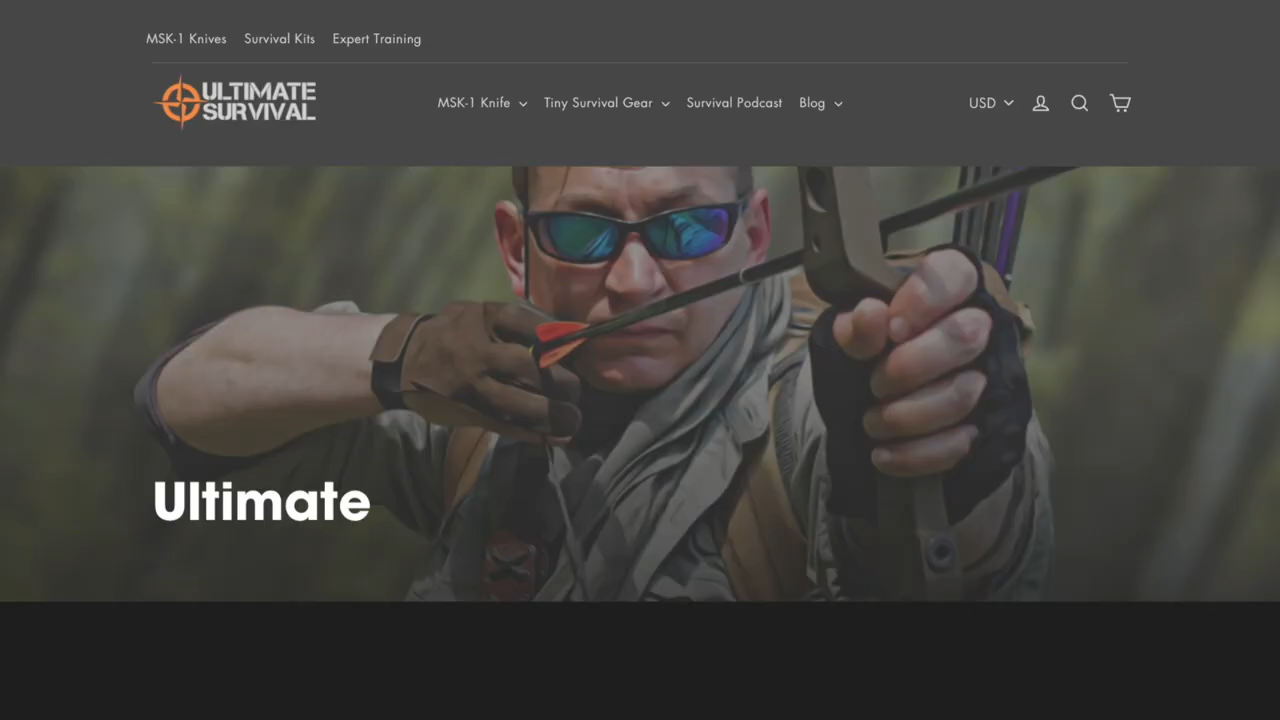 MSK-1 Knives Survival Kits Expert Training
ULTIMATE
SURVIVAL
MSK-1 Knife Tiny Survival Gear Survival Podcast Blog USD
Ultimate